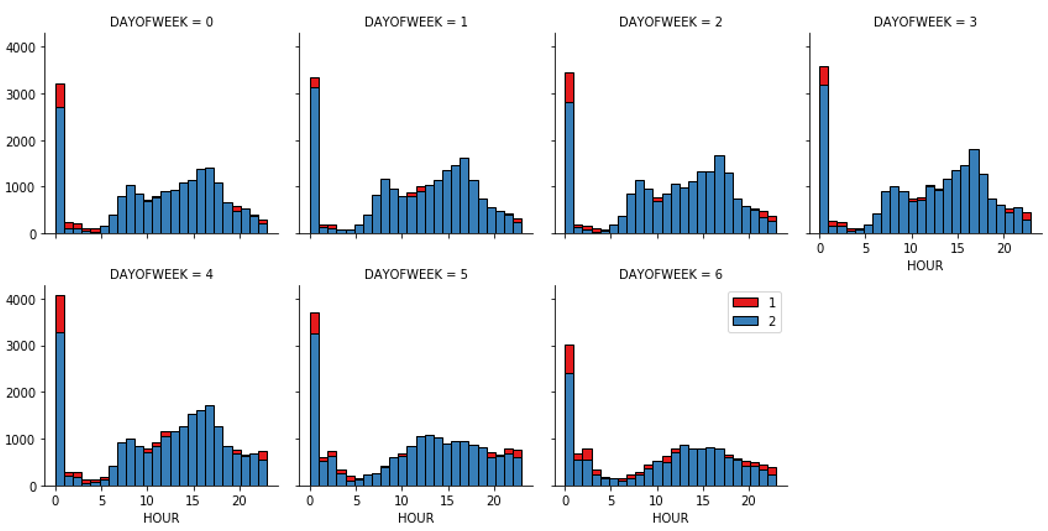 DAYOFWEEK = 0
DAYOFWEEK = 1
DAYOFWEEK = 2
DAYOFWEEK = 3
4000
3000
2000
1000
0
0 5 10 15 20
HOUR
DAYOFWEEK = 4
DAYOFWEEK = 5
DAYOFWEEK = 6
4000
3000
2000
1000
0
1
2
0 5 10 15 20
0 5 10 15 20
0 5 10 15 20
HOUR
HOUR
HOUR